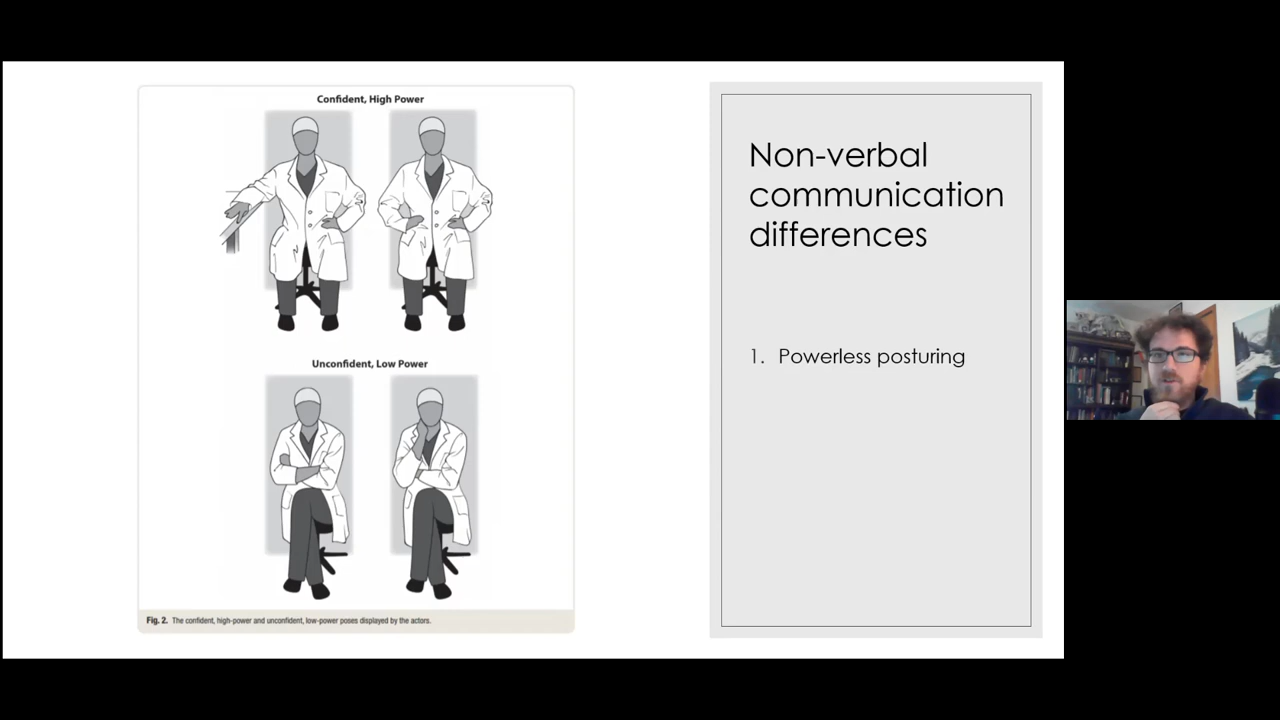 Confident, High Power
Unconfident, Low Power
Fig. 2. The confident, high-power and unconfident, low-power poses displayed by the actors.
Non-verbal
communication
differences
1. Powerless posturing